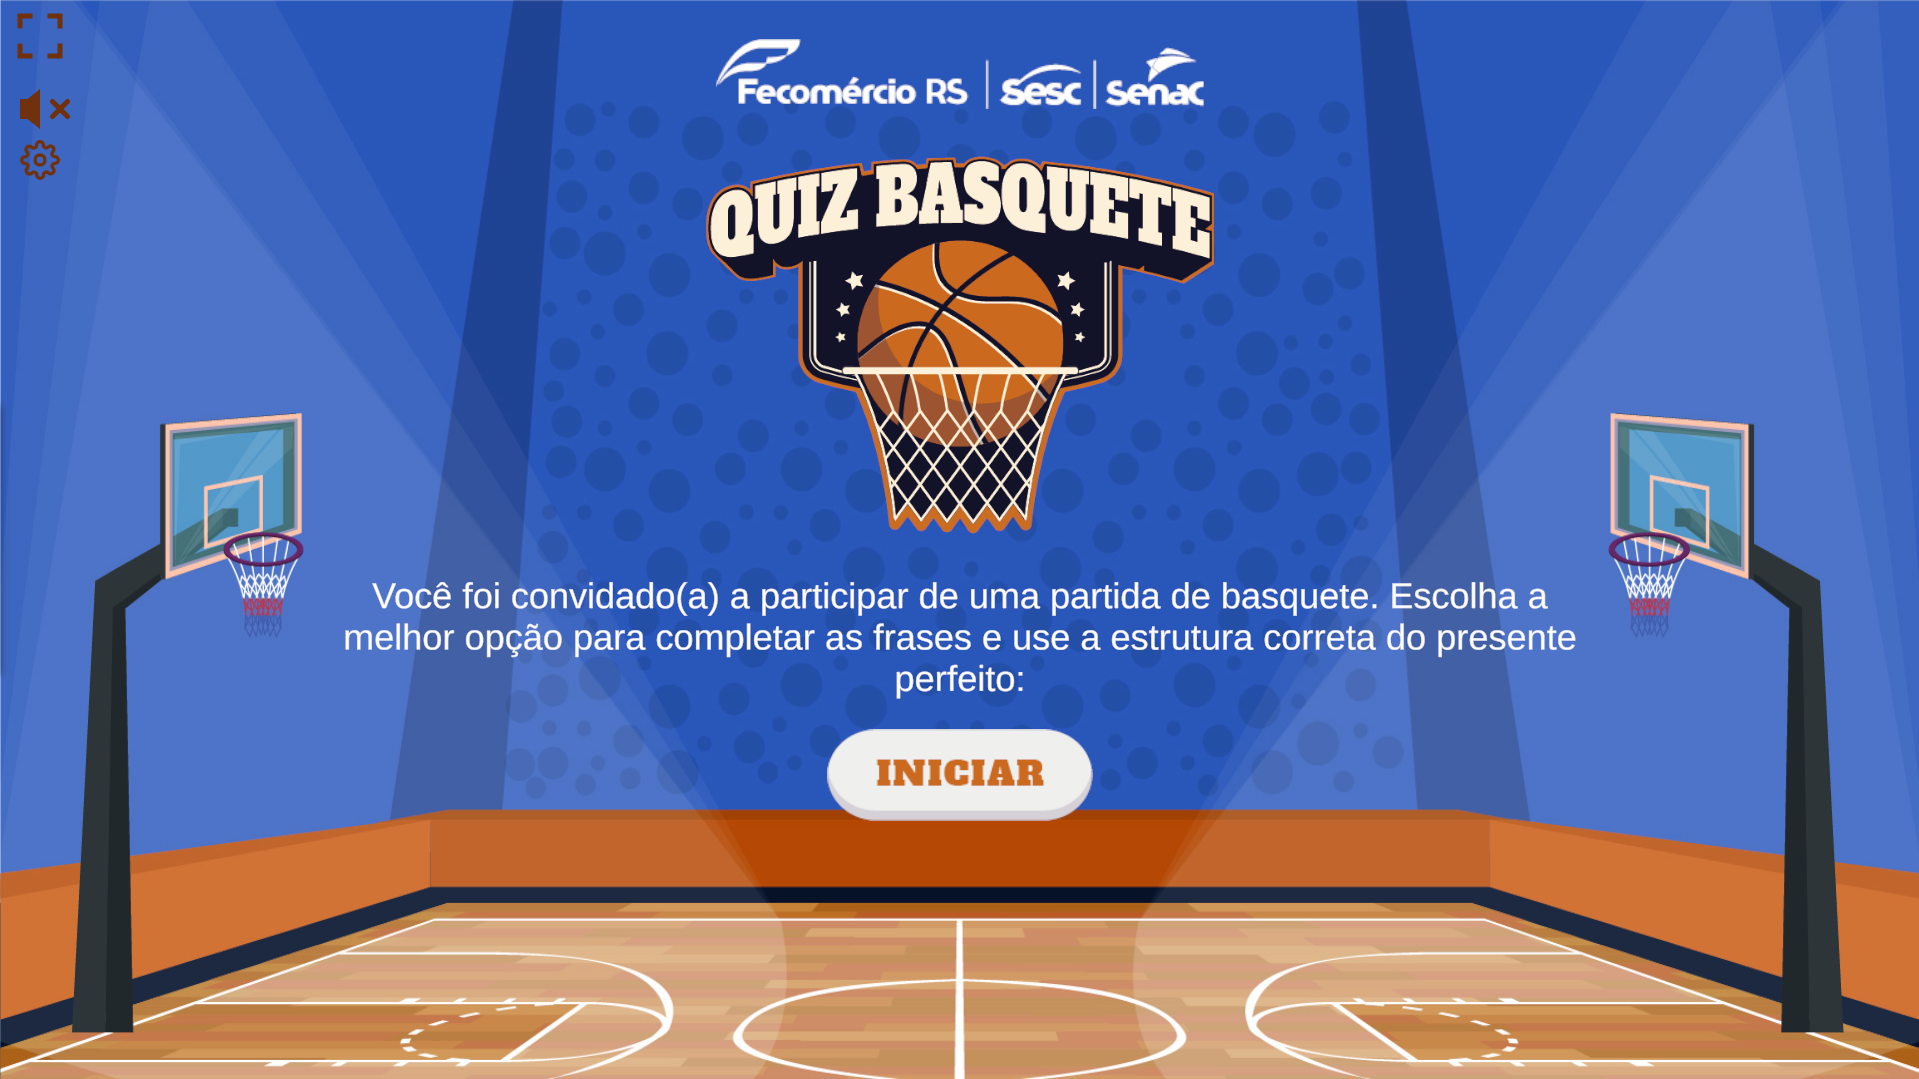 Fecomércio RS | Sesc | Senac
QUIZ BASQUETE
Você foi convidado(a) a participar de uma partida de basquete. Escolha a
melhor opção para completar as frases e use a estrutura correta do presente
perfeito:
INICIAR